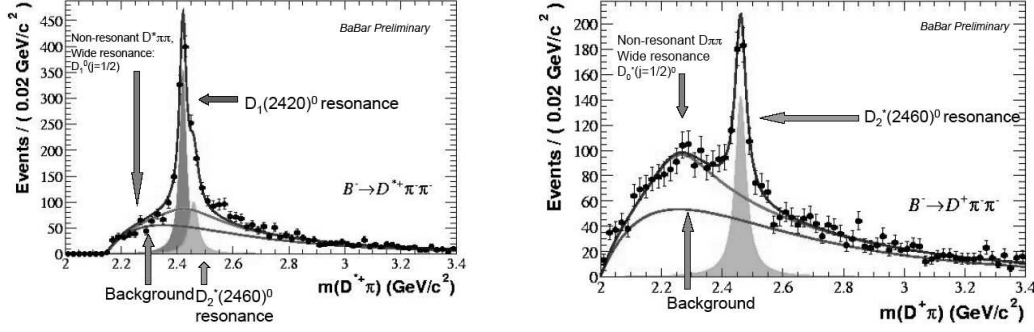 BaBar Preliminary
Non-resonant D*ππ,
Wide resonance:
D₁⁰(j=1/2)
D₁(2420)⁰ resonance
B⁻→D*⁺π⁻π⁻
Events / ( 0.02 GeV/c² )
450
400
350
300
250
200
150
100
50
0
2 2.2 2.4 2.6 2.8 3 3.2 3.4
m(D*⁺π) (GeV/c²)
Background
D₂*(2460)⁰
resonance
BaBar Preliminary
Non-resonant Dππ
Wide resonance
D₀*(j=1/2)⁰
D₂*(2460)⁰ resonance
B⁻→D⁺π⁻π⁻
Events / ( 0.02 GeV/c² )
200
180
160
140
120
100
80
60
40
20
0
2 2.2 2.4 2.6 2.8 3 3.2 3.4
m(D⁺π) (GeV/c²)
Background